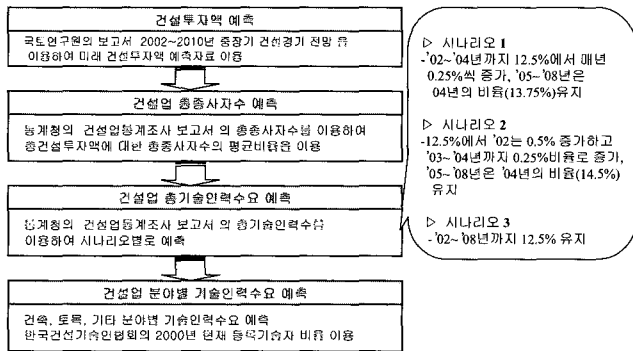 건설투자액 예측
국토연구원의 보고서 2002~2010년 중장기 건설경기 전망 을
이용하여 미래 건설투자액 예측자료 이용
건설업 총종사자수 예측
통계청의 건설업통계조사 보고서 의 총종사자수를 이용하여
총건설투자액에 대한 총종사자수의 평균비율을 이용
건설업 총기술인력수요 예측
통계청의 건설업통계조사 보고서 의 총기술인력수를
이용하여 시나리오별로 예측
건설업 분야별 기술인력수요 예측
건축, 토목, 기타 분야별 기술인력수요 예측
한국건설기술인협회의 2000년 현재 등록기술자 비율 이용
▷ 시나리오 1
-'02~'04년까지 12.5%에서 매년
0.25%씩 증가, '05~'08년은
04년의 비율(13.75%)유지
▷ 시나리오 2
-12.5%에서 '02는 0.5% 증가하고
'03~'04년까지 0.25%비율로 증가,
'05~'08년은 '04년의 비율(14.5%)
유지
▷ 시나리오 3
- '02~'08년까지 12.5% 유지